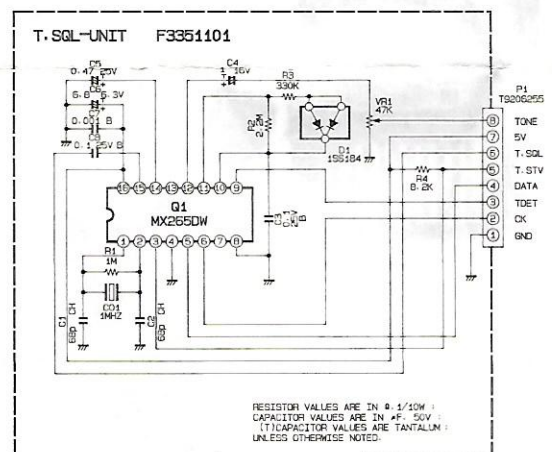 T.SQL-UNIT F3351101
C5
0.47 25V
C6
6.8 6.3V
C7
0.001 B
C8
0.1 25V B
C4
1 16V
R3
330K
R2
2.2M
D1
1SS184
VR1
47K
P1
T9206255
8 TONE
7 5V
6 T.SQL
5 T.STV
4 DATA
3 TDET
2 CK
1 GND
R4
8.2K
16 15 14 13 12 11 10 9
Q1
MX265DW
1 2 3 4 5 6 7 8
C3
B
R1
1M
CO1
1MHZ
C1
68p CH
C2
68p CH
RESISTOR VALUES ARE IN Ω. 1/10W :
CAPACITOR VALUES ARE IN µF. 50V :
(T)CAPACITOR VALUES ARE TANTALUM :
UNLESS OTHERWISE NOTED.